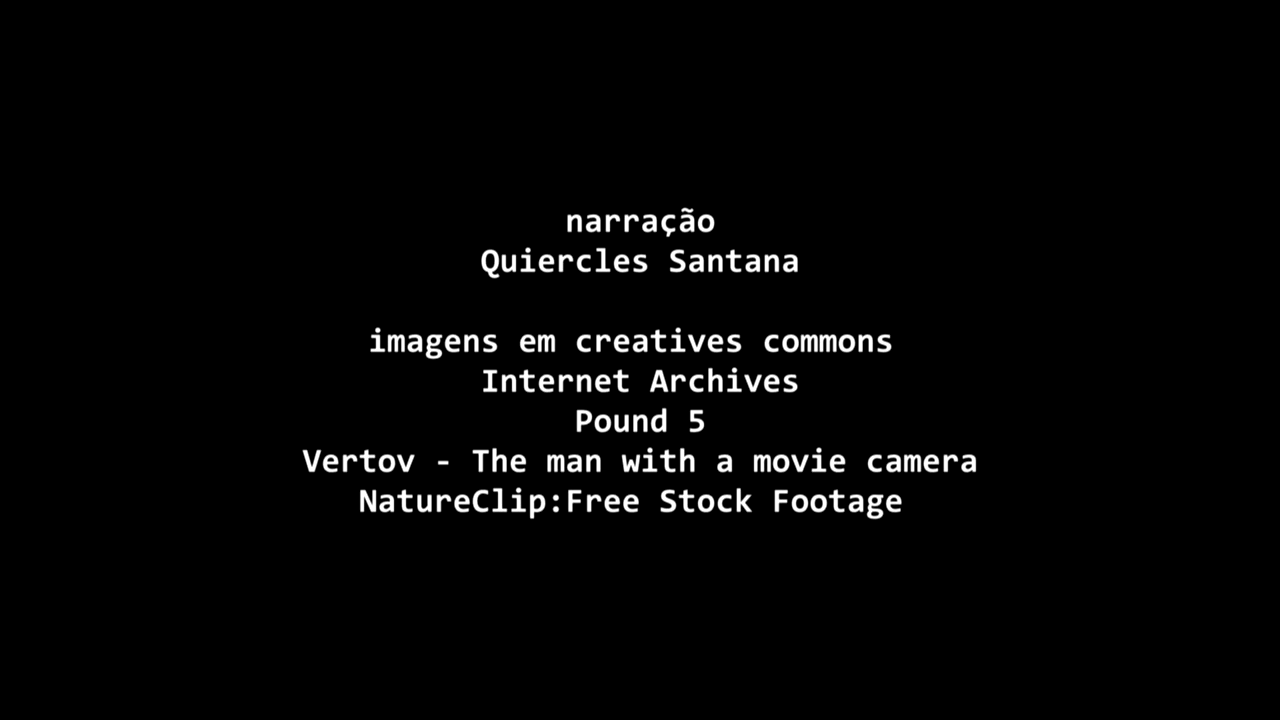 narração
Quiercles Santana
imagens em creatives commons
Internet Archives
Pound 5
Vertov - The man with a movie camera
NatureClip:Free Stock Footage